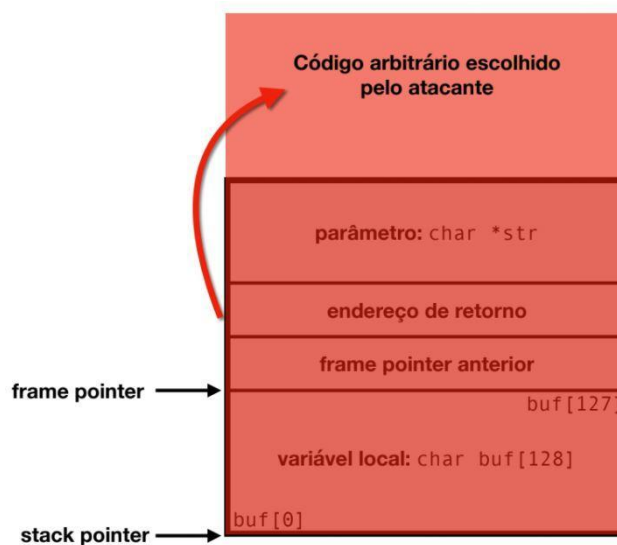 Código arbitrário escolhido
pelo atacante
parâmetro: char *str
endereço de retorno
frame pointer anterior
frame pointer
buf[127]
variável local: char buf[128]
buf[0]
stack pointer